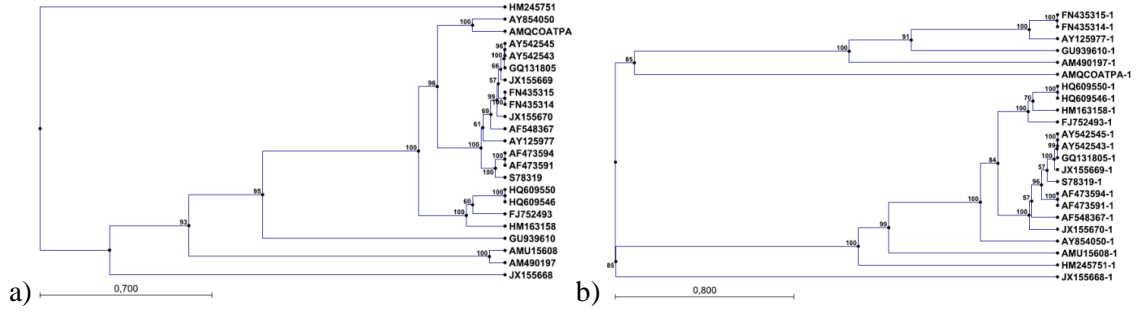 HM245751
AY854050
AMQCOATPA
AY542545
AY542543
GQ131805
JX155669
FN435315
FN435314
JX155670
AF548367
AY125977
AF473594
AF473591
S78319
HQ609550
HQ609546
FJ752493
HM163158
GU939610
AMU15608
AM490197
JX155668
100
96
96
100
66
57
99
100
69
61
100
100
100
100
100
60
100
95
93
100
a)
0,700
FN435315-1
FN435314-1
AY125977-1
GU939610-1
AM490197-1
AMQCOATPA-1
HQ609550-1
HQ609546-1
HM163158-1
FJ752493-1
AY542545-1
AY542543-1
GQ131805-1
JX155669-1
S78319-1
AF473594-1
AF473591-1
AF548367-1
JX155670-1
AY854050-1
AMU15608-1
HM245751-1
JX155668-1
100
100
91
100
85
100
70
100
84
100
99
57
96
100
57
100
100
99
100
85
b)
0,800